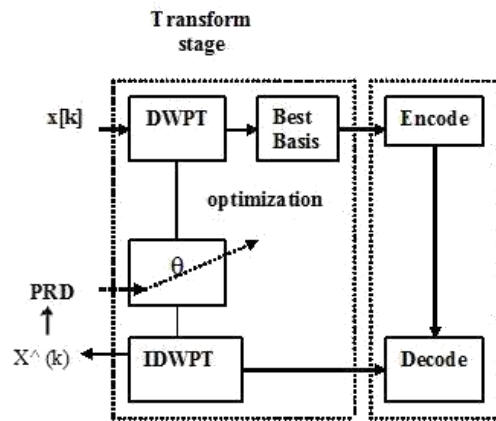 Transform
stage
x[k]
DWPT
Best
Basis
Encode
optimization
θ
PRD
X^ (k)
IDWPT
Decode